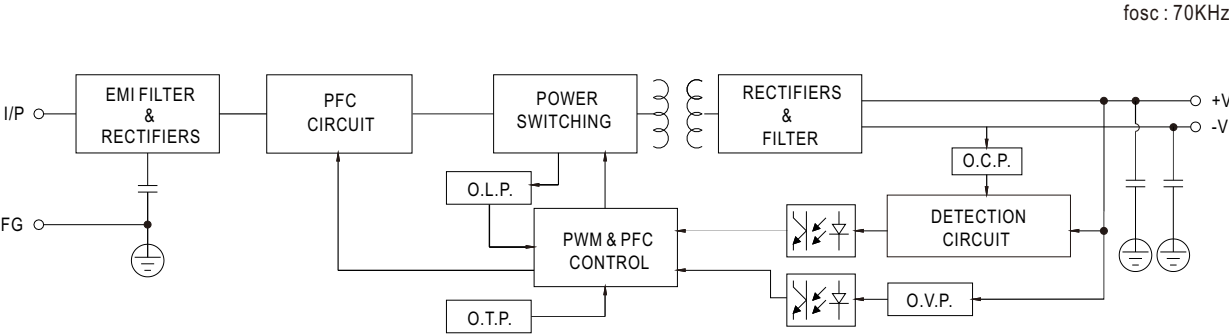 fosc : 70KHz
I/P
EMI FILTER
&
RECTIFIERS
PFC
CIRCUIT
POWER
SWITCHING
RECTIFIERS
&
FILTER
+V
-V
O.C.P.
O.L.P.
FG
PWM & PFC
CONTROL
DETECTION
CIRCUIT
O.T.P.
O.V.P.